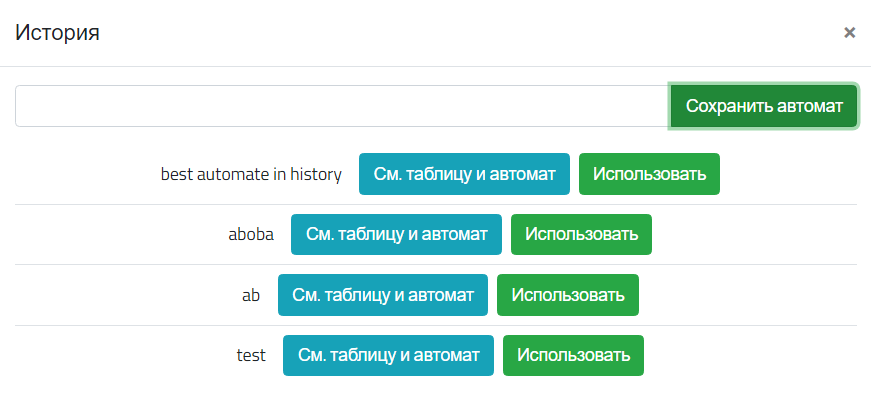 История ×
Сохранить автомат
best automate in history См. таблицу и автомат Использовать
aboba См. таблицу и автомат Использовать
ab См. таблицу и автомат Использовать
test См. таблицу и автомат Использовать